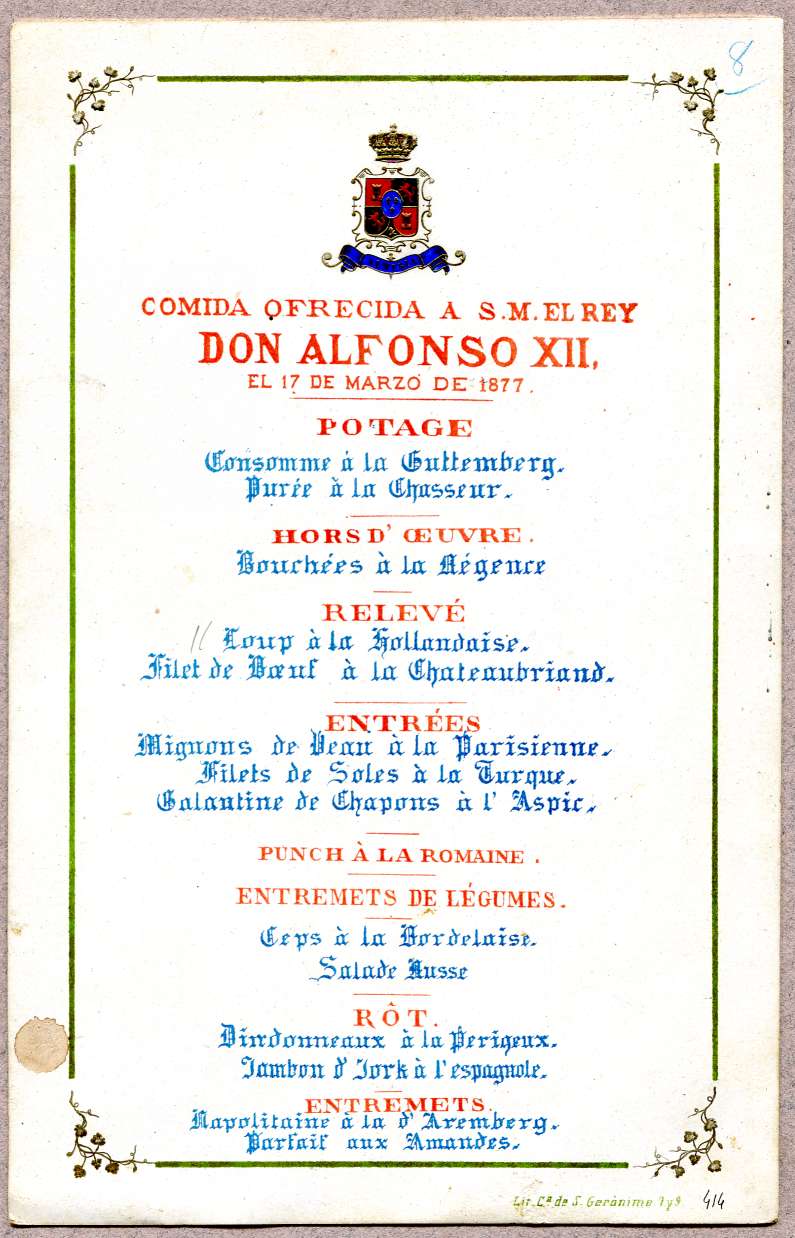 8
COMIDA OFRECIDA A S.M. EL REY
DON ALFONSO XII,
EL 17 DE MARZO DE 1877.
POTAGE
Consomme à la Guttemberg.
Purée à la Chasseur.
HORS D' ŒUVRE.
Bouchées à la Régence
RELEVÉ
Loup à la Hollandaise.
Filet de Bœuf à la Chateaubriand.
ENTRÉES
Mignons de Veau à la Parisienne.
Filets de Soles à la Turque.
Galantine de Chapons à l' Aspic.
PUNCH À LA ROMAINE.
ENTREMETS DE LÉGUMES.
Ceps à la Bordelaise.
Salade Russe
RÔT.
Dindonneaux à la Perigeux.
Jambon d' Jork à l'espagnole.
ENTREMETS.
Napolitaine à la d' Aremberg.
Parfait aux Amandes.
Lit. Cª de S. Gerónimo 7 y 9
414